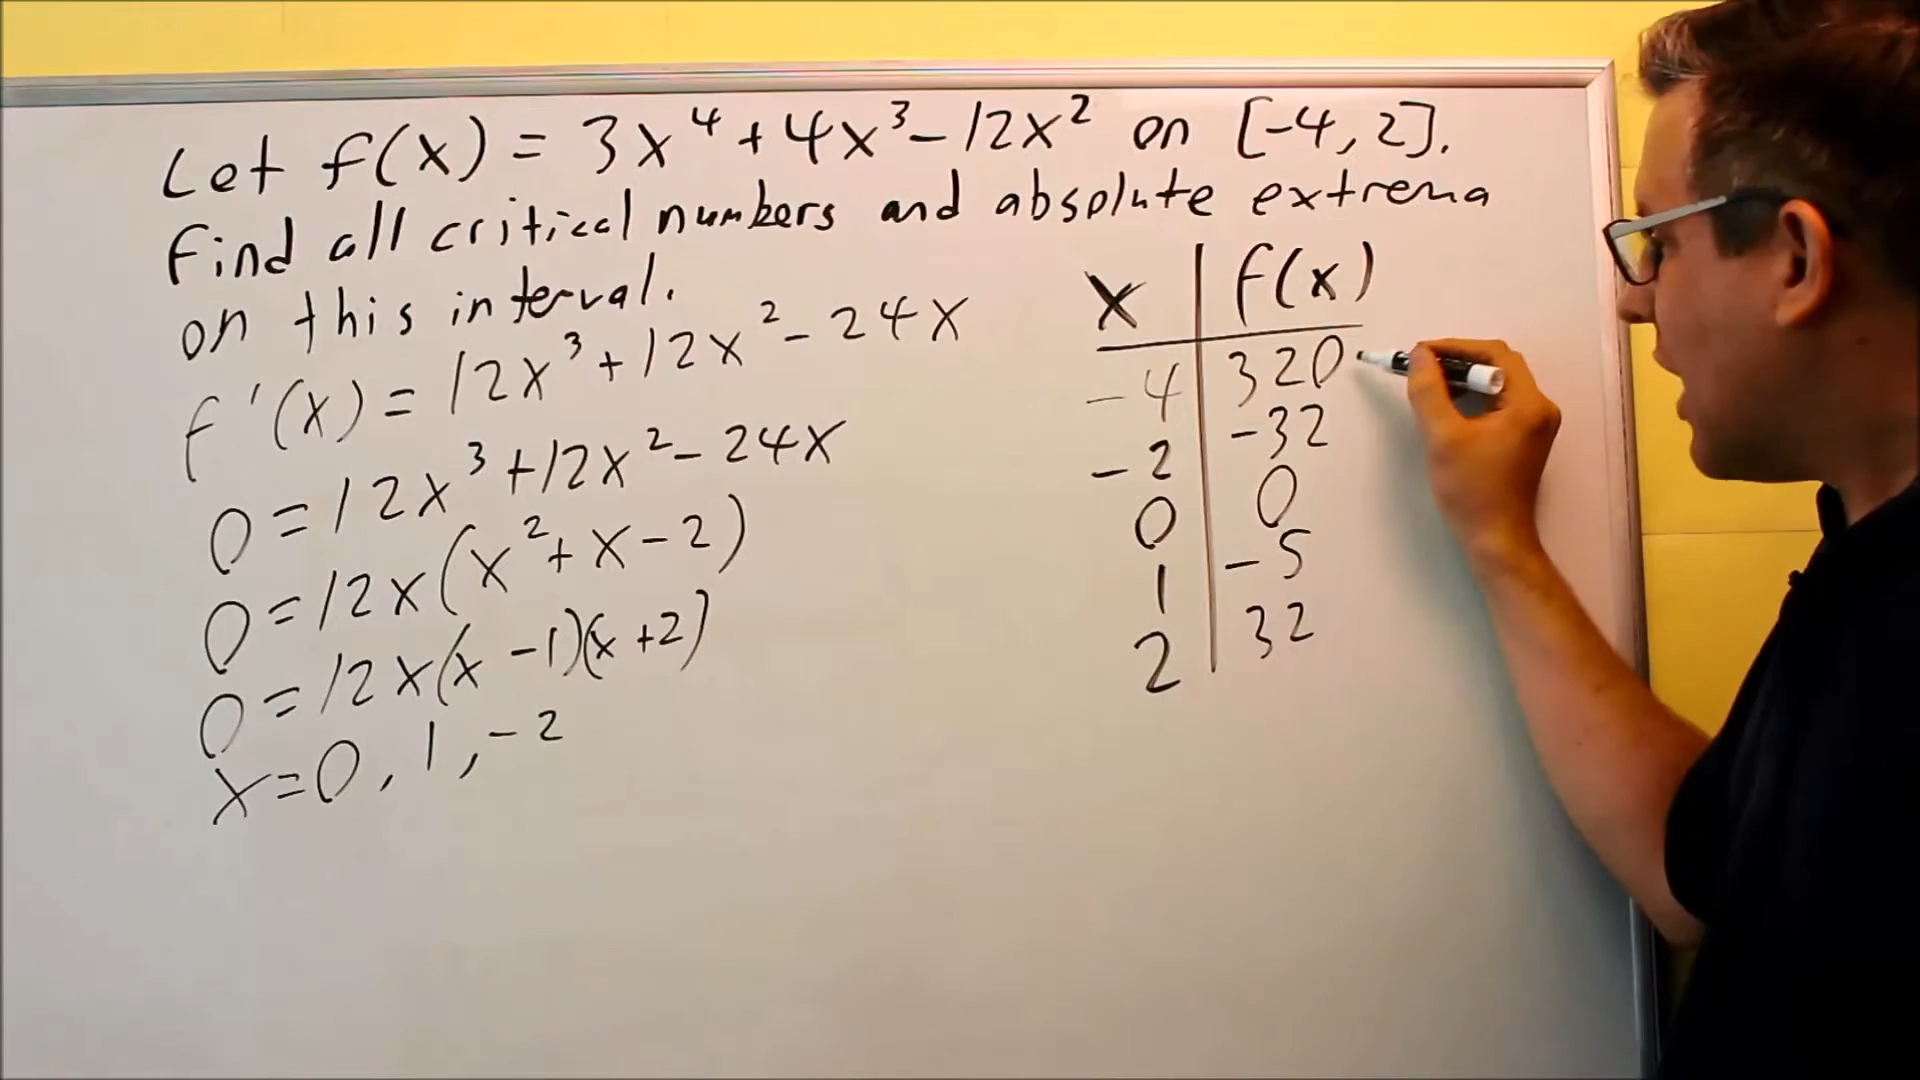 Let f(x) = 3x⁴ + 4x³ - 12x² on [-4, 2].
Find all critical numbers and absolute extrema
on this interval.
f'(x) = 12x³ + 12x² - 24x
0 = 12x³ + 12x² - 24x
0 = 12x(x² + x - 2)
0 = 12x(x - 1)(x + 2)
x = 0, 1, -2
x | f(x)
-4 | 320
-2 | -32
0 | 0
1 | -5
2 | 32